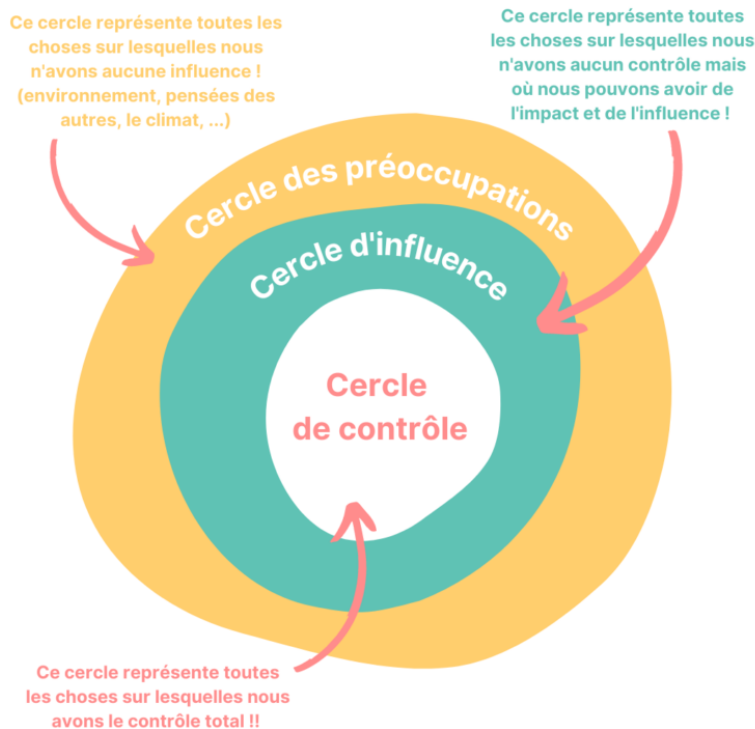 Ce cercle représente toutes les
choses sur lesquelles nous
n'avons aucune influence !
(environnement, pensées des
autres, le climat, ...)
Ce cercle représente toutes
les choses sur lesquelles nous
n'avons aucun contrôle mais
où nous pouvons avoir de
l'impact et de l'influence !
Cercle des préoccupations
Cercle d'influence
Cercle
de contrôle
Ce cercle représente toutes
les choses sur lesquelles nous
avons le contrôle total !!